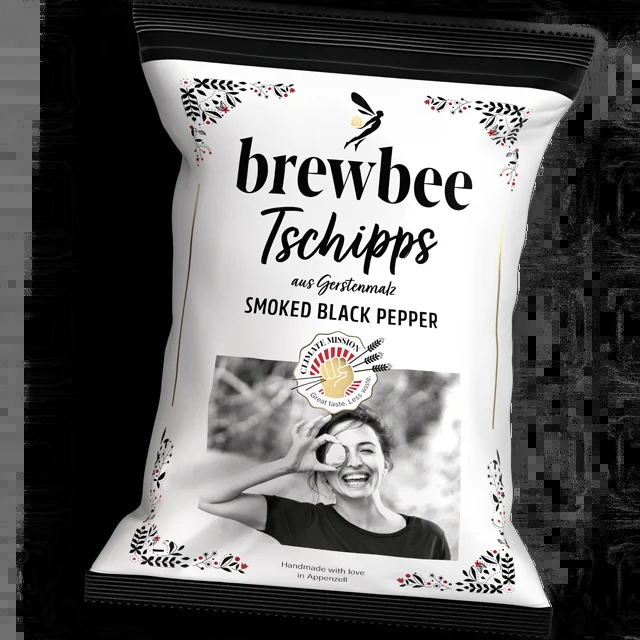 brewbee
Tschipps
aus Gerstenmalz
SMOKED BLACK PEPPER
CLIMATE MISSION
Great taste. Less waste.
Handmade with love
in Appenzell